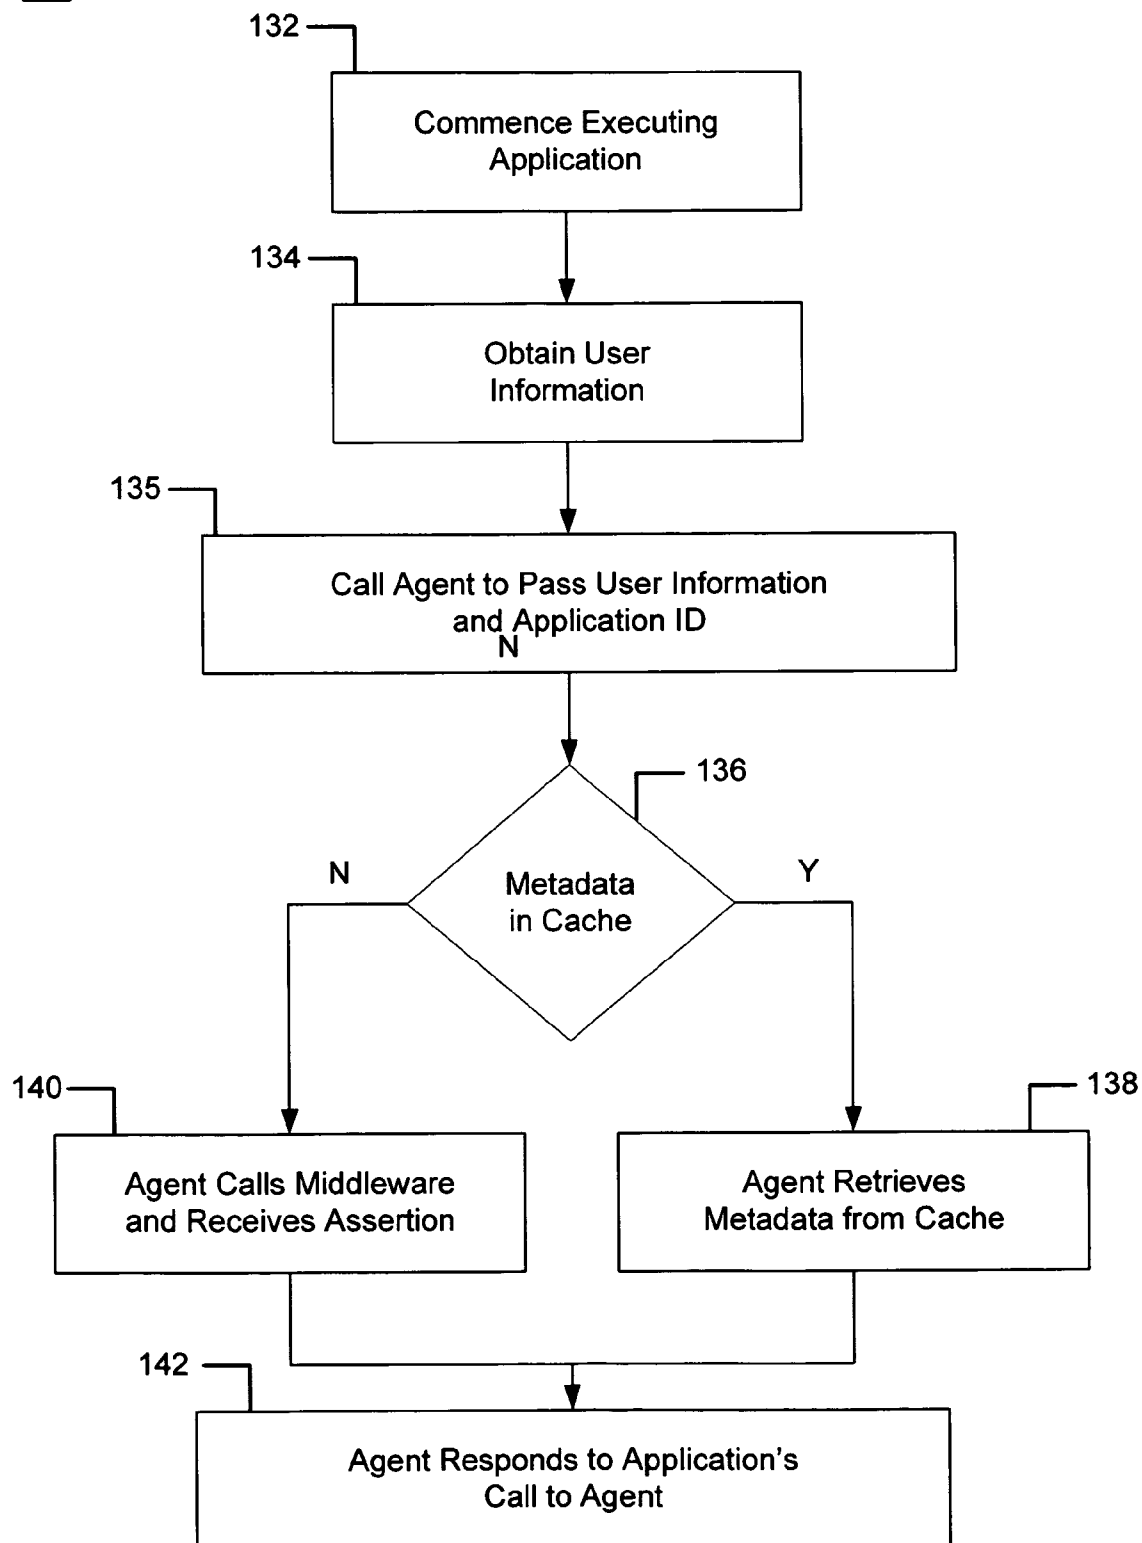 132
Commence Executing
Application
134
Obtain User
Information
135
Call Agent to Pass User Information
and Application ID
N
136
N
Y
Metadata
in Cache
140
138
Agent Calls Middleware
and Receives Assertion
Agent Retrieves
Metadata from Cache
142
Agent Responds to Application's
Call to Agent